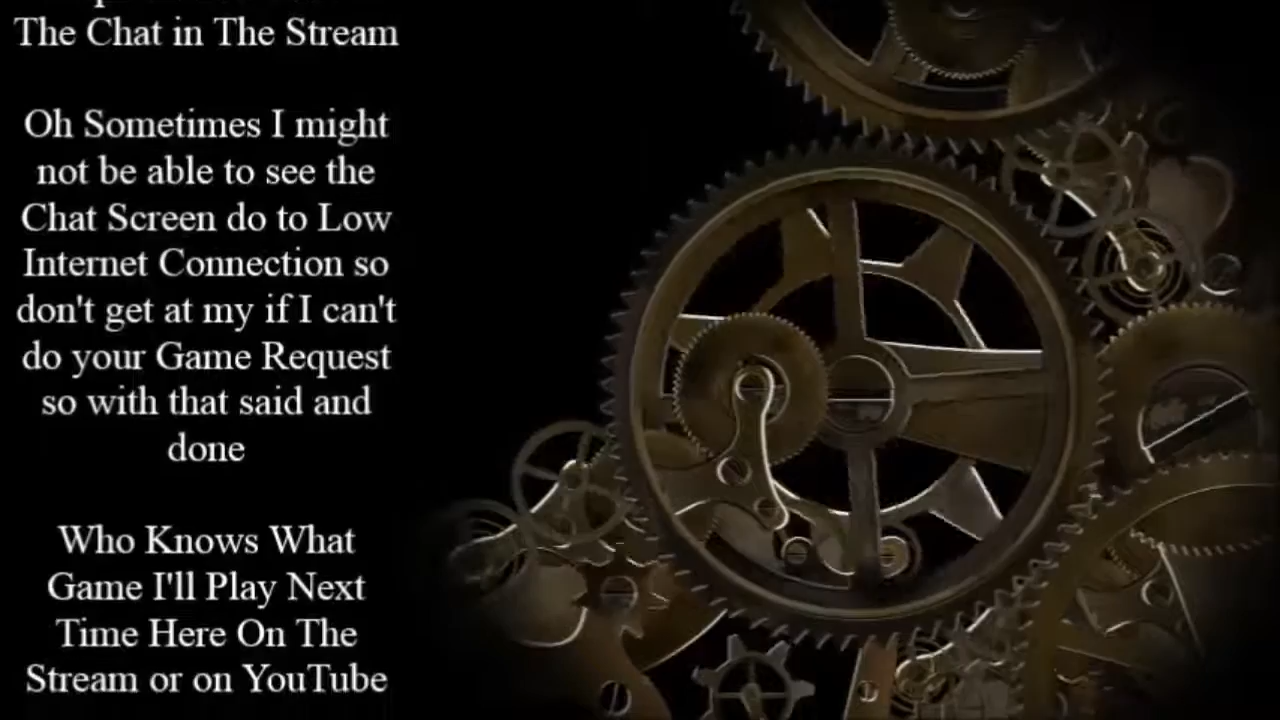 The Chat in The Stream
Oh Sometimes I might
not be able to see the
Chat Screen do to Low
Internet Connection so
don't get at my if I can't
do your Game Request
so with that said and
done
Who Knows What
Game I'll Play Next
Time Here On The
Stream or on YouTube